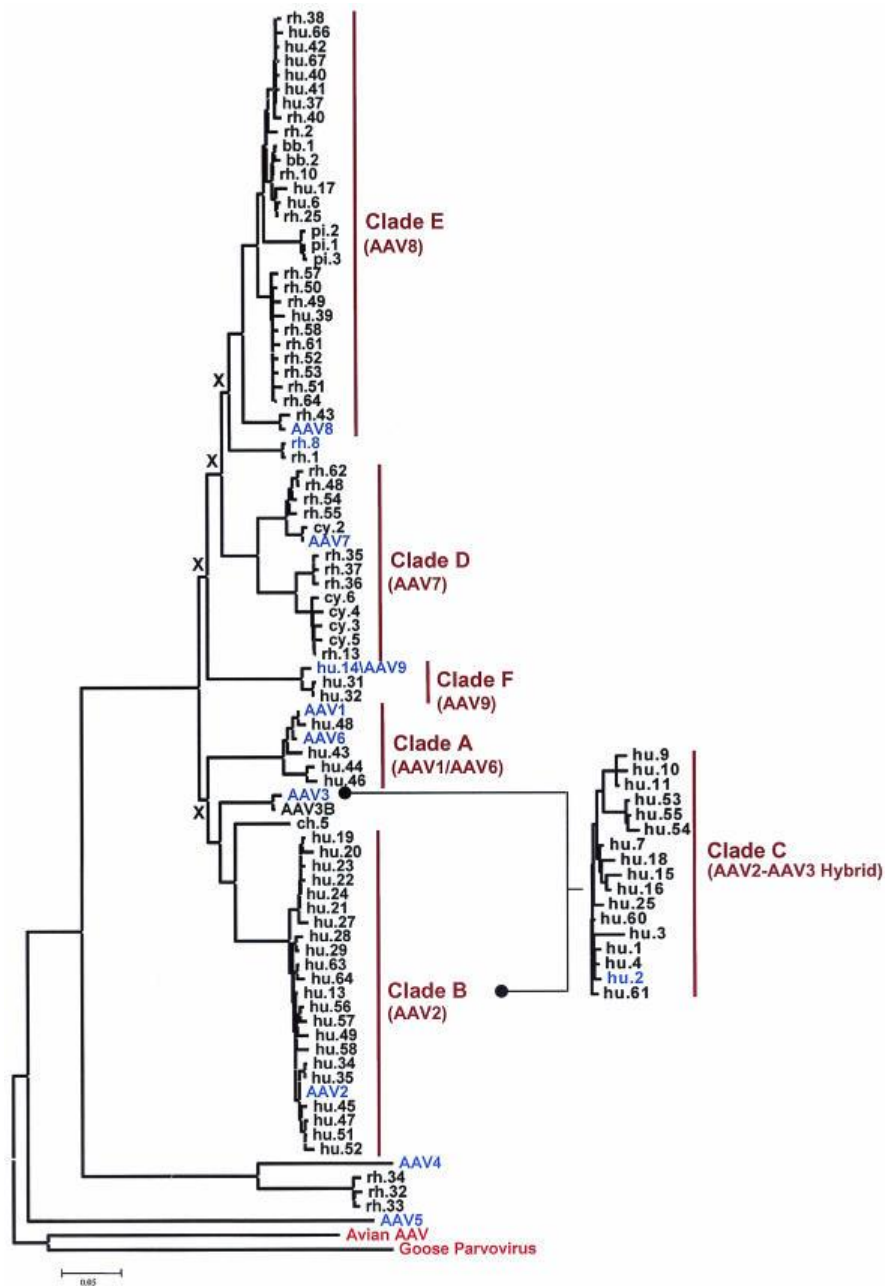 rh.38
hu.66
hu.42
hu.67
hu.40
hu.41
hu.37
rh.40
rh.2
bb.1
bb.2
rh.10
hu.17
hu.6
rh.25
pi.2
pi.1
pi.3
rh.57
rh.50
rh.49
hu.39
rh.58
rh.61
rh.52
rh.53
rh.51
rh.64
rh.43
AAV8
Clade E
(AAV8)
X
rh.8
rh.1
X
rh.62
rh.48
rh.54
rh.55
cy.2
AAV7
rh.35
rh.37
rh.36
cy.6
cy.4
cy.3
cy.5
rh.13
Clade D
(AAV7)
X
hu.14\AAV9
hu.31
hu.32
Clade F
(AAV9)
AAV1
hu.48
AAV6
hu.43
hu.44
hu.46
Clade A
(AAV1/AAV6)
AAV3
AAV3B
X
ch.5
hu.19
hu.20
hu.23
hu.22
hu.24
hu.21
hu.27
hu.28
hu.29
hu.63
hu.64
hu.13
hu.56
hu.57
hu.49
hu.58
hu.34
hu.35
AAV2
hu.45
hu.47
hu.51
hu.52
Clade B
(AAV2)
hu.9
hu.10
hu.11
hu.53
hu.55
hu.54
hu.7
hu.18
hu.15
hu.16
hu.25
hu.60
hu.3
hu.1
hu.4
hu.2
hu.61
Clade C
(AAV2-AAV3 Hybrid)
AAV4
rh.34
rh.32
rh.33
AAV5
Avian AAV
Goose Parvovirus
0.05